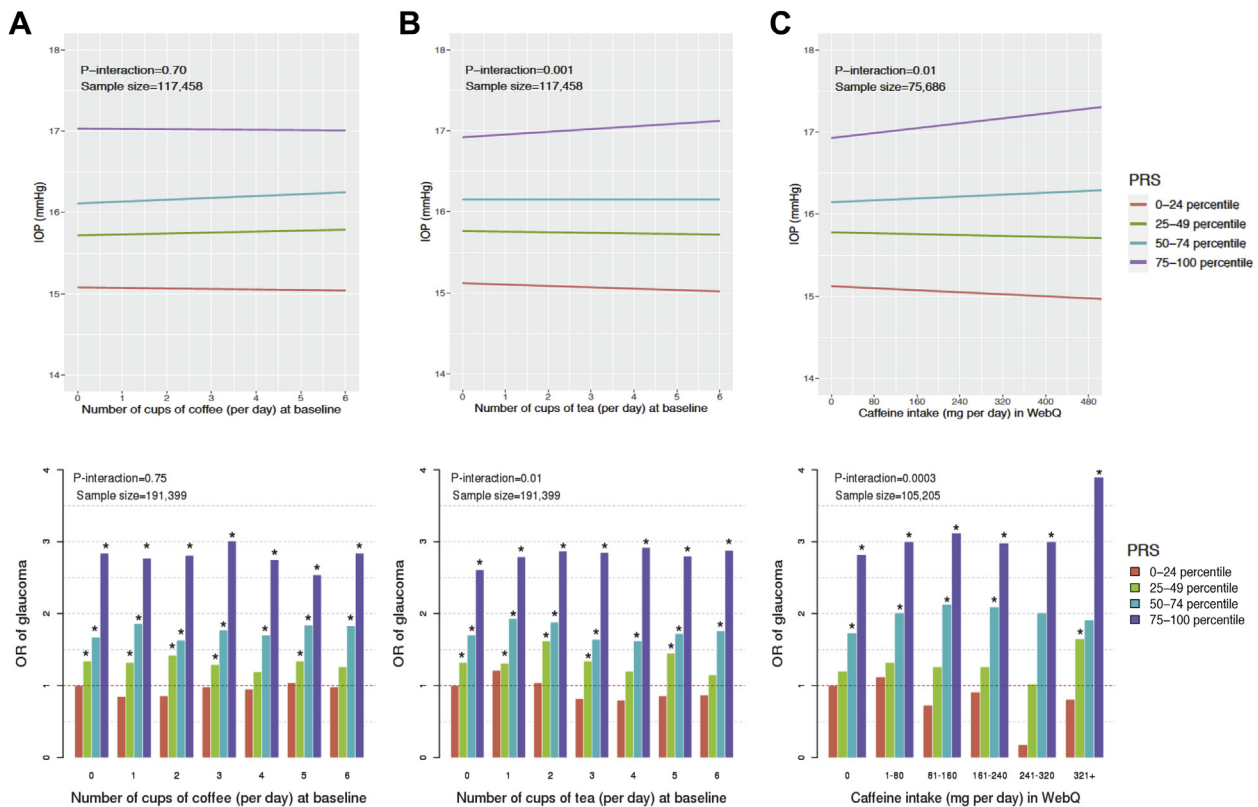 A
B
C
P-interaction=0.70
Sample size=117,458
P-interaction=0.001
Sample size=117,458
P-interaction=0.01
Sample size=75,686
IOP (mmHg)
18
17
16
15
14
0 1 2 3 4 5 6
Number of cups of coffee (per day) at baseline
IOP (mmHg)
18
17
16
15
14
0 1 2 3 4 5 6
Number of cups of tea (per day) at baseline
IOP (mmHg)
18
17
16
15
14
0 80 160 240 320 400 480
Caffeine intake (mg per day) in WebQ
PRS
0-24 percentile
25-49 percentile
50-74 percentile
75-100 percentile
P-interaction=0.75
Sample size=191,399
OR of glaucoma
4
3
2
1
0
* * * * * * * * * * * * * * * * * * *
0 1 2 3 4 5 6
Number of cups of coffee (per day) at baseline
P-interaction=0.01
Sample size=191,399
OR of glaucoma
4
3
2
1
0
* * * * * * * * * * * * * * * * * *
0 1 2 3 4 5 6
Number of cups of tea (per day) at baseline
P-interaction=0.0003
Sample size=105,205
OR of glaucoma
4
3
2
1
0
* * * * * * * * * * *
0 1-80 81-160 161-240 241-320 321+
Caffeine intake (mg per day) in WebQ
PRS
0-24 percentile
25-49 percentile
50-74 percentile
75-100 percentile